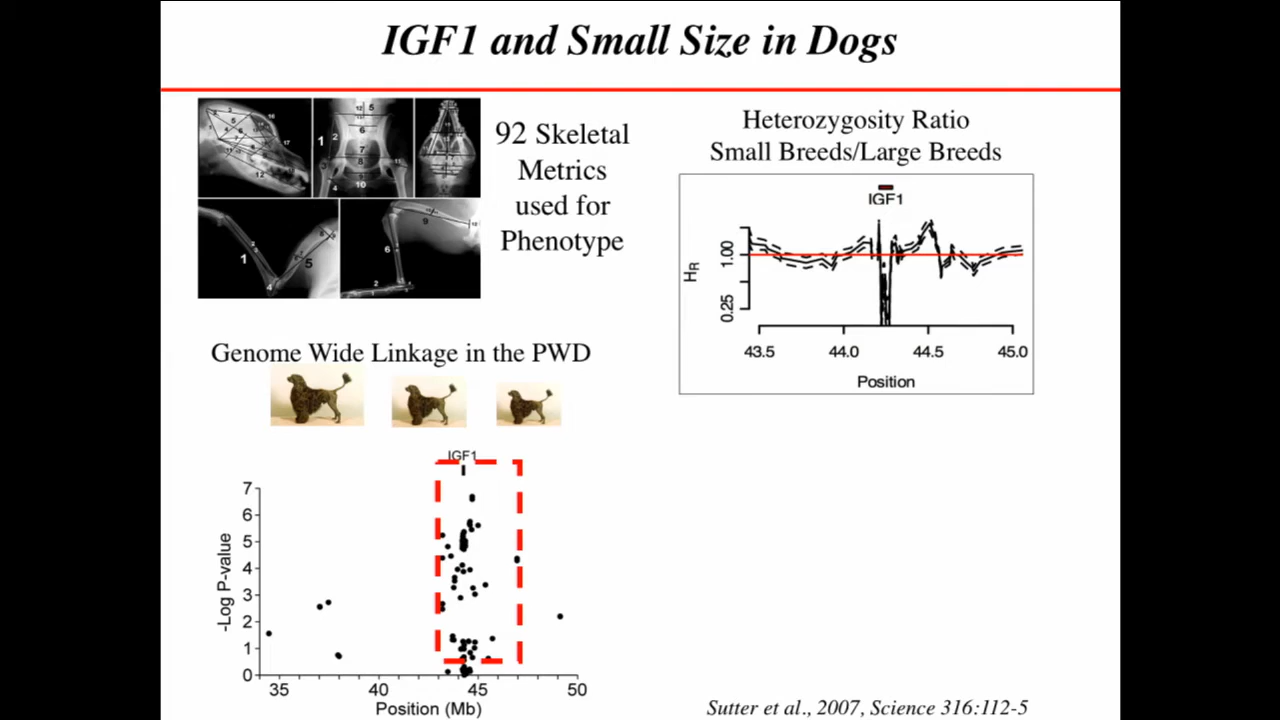 IGF1 and Small Size in Dogs
92 Skeletal
Metrics
used for
Phenotype
Heterozygosity Ratio
Small Breeds/Large Breeds
IGF1
1.00
0.25
HR
43.5 44.0 44.5 45.0
Position
Genome Wide Linkage in the PWD
IGF1
7
6
5
4
3
2
1
0
-Log P-value
35 40 45 50
Position (Mb)
Sutter et al., 2007, Science 316:112-5